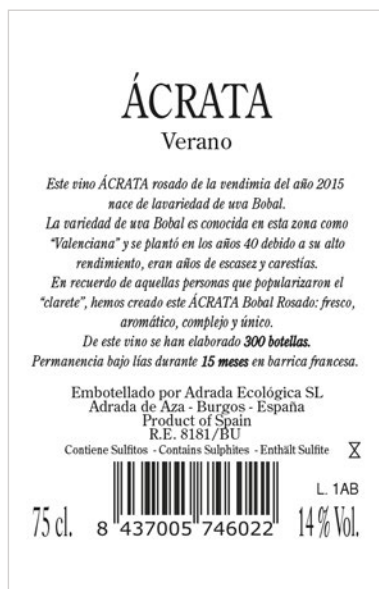 ÁCRATA
Verano
Este vino ÁCRATA rosado de la vendimia del año 2015
nace de lavariedad de uva Bobal.
La variedad de uva Bobal es conocida en esta zona como
“Valenciana” y se plantó en los años 40 debido a su alto
rendimiento, eran años de escasez y carestías.
En recuerdo de aquellas personas que popularizaron el
“clarete”, hemos creado este ÁCRATA Bobal Rosado: fresco,
aromático, complejo y único.
De este vino se han elaborado 300 botellas.
Permanencia bajo lías durante 15 meses en barrica francesa.
Embotellado por Adrada Ecológica SL
Adrada de Aza - Burgos - España
Product of Spain
R.E. 8181/BU
Contiene Sulfitos - Contains Sulphites - Enthält Sulfite
L. 1AB
75 cl. 8 437005 746022 14 % Vol.